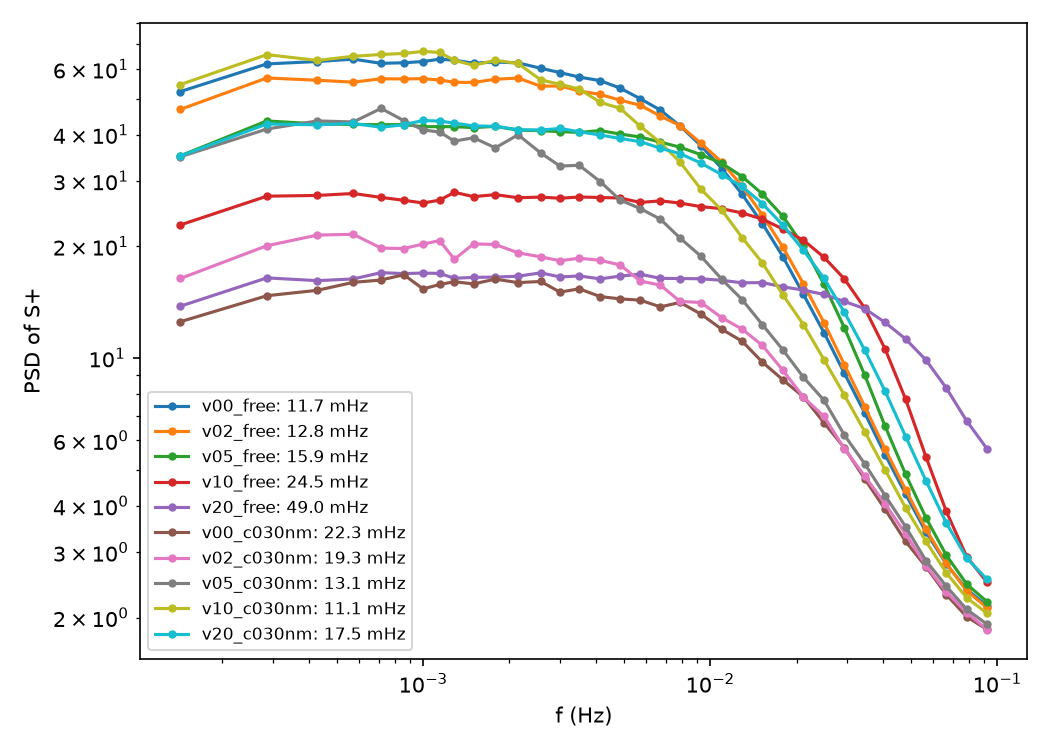 PSD of S+
6 × 10¹
4 × 10¹
3 × 10¹
2 × 10¹
10¹
6 × 10⁰
4 × 10⁰
3 × 10⁰
2 × 10⁰
v00_free: 11.7 mHz
v02_free: 12.8 mHz
v05_free: 15.9 mHz
v10_free: 24.5 mHz
v20_free: 49.0 mHz
v00_c030nm: 22.3 mHz
v02_c030nm: 19.3 mHz
v05_c030nm: 13.1 mHz
v10_c030nm: 11.1 mHz
v20_c030nm: 17.5 mHz
10⁻³ 10⁻² 10⁻¹
f (Hz)